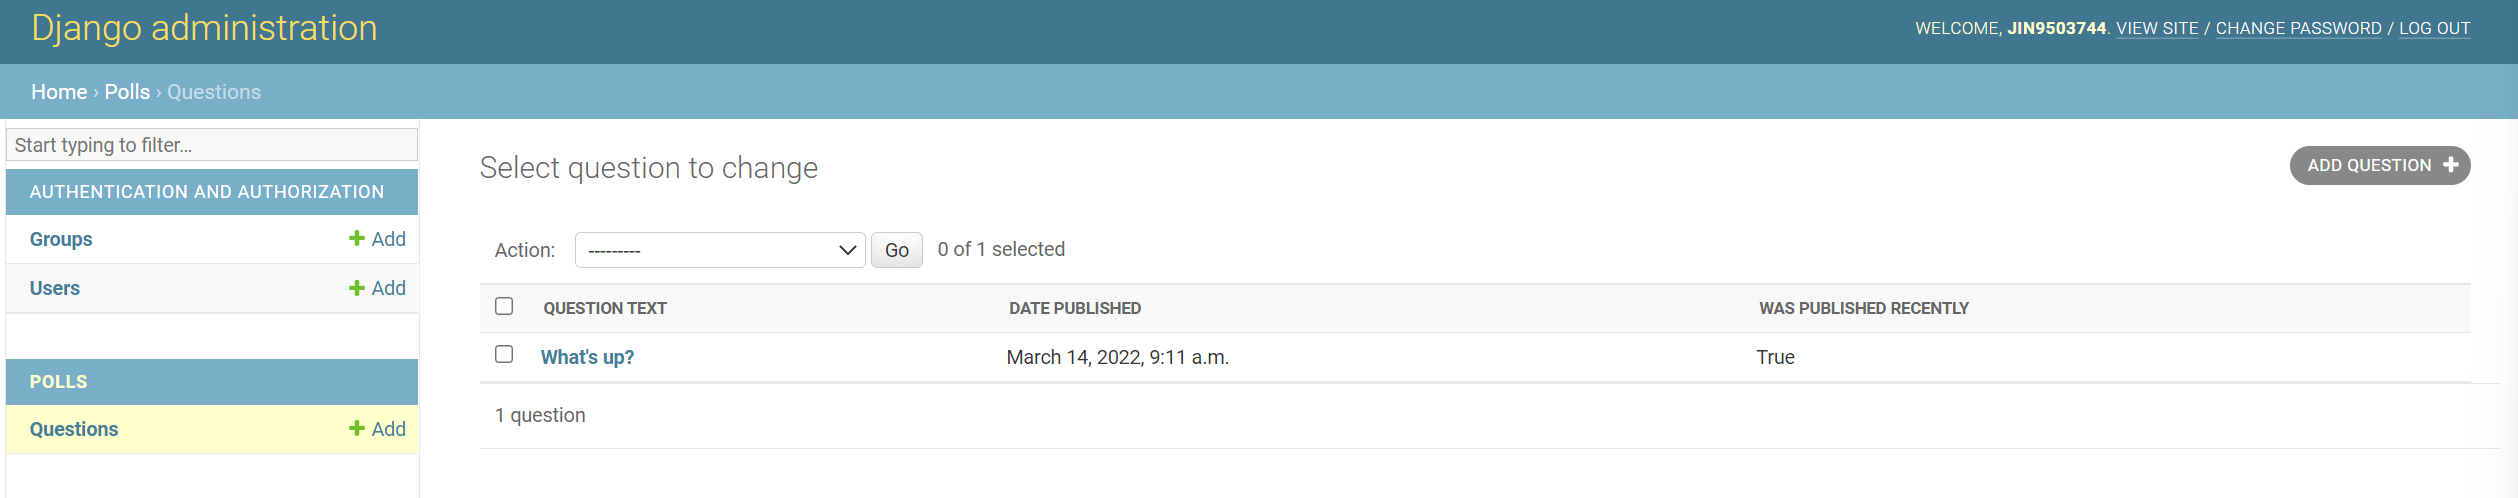 Django administration
WELCOME, JIN9503744. VIEW SITE / CHANGE PASSWORD / LOG OUT
Home › Polls › Questions
Start typing to filter...
AUTHENTICATION AND AUTHORIZATION
Groups + Add
Users + Add
POLLS
Questions + Add
Select question to change
ADD QUESTION +
Action: --------- Go 0 of 1 selected
QUESTION TEXT DATE PUBLISHED WAS PUBLISHED RECENTLY
What's up? March 14, 2022, 9:11 a.m. True
1 question